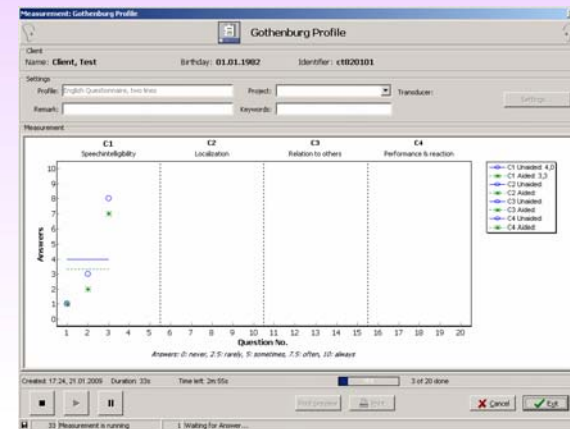 Measurement: Gothenburg Profile
Gothenburg Profile
Client
Name: Client, Test Birthday: 01.01.1982 Identifier: ct020101
Settings
Profile: English Questionnaire, two lines Project: Transducer:
Settings
Remark: Keywords:
Measurement
C1 C2 C3 C4
Speechintelligibility Localization Relation to others Performance & reaction
C1 Unaided 4,0
C1 Aided 3,3
C2 Unaided
C2 Aided
C3 Unaided
C3 Aided
C4 Unaided
C4 Aided
Answers
10
9
8
7
6
5
4
3
2
1
0
1 2 3 4 5 6 7 8 9 10 11 12 13 14 15 16 17 18 19 20
Question No.
Answers: 0: never, 2.5: rarely, 5: sometimes, 7.5: often, 10: always
Created: 17:24, 21.01.2009 Duration: 33s Time left: 2m 55s 3 of 20 done
Print preview Print Cancel Exit
33 Measurement is running 1 Waiting for Answer...